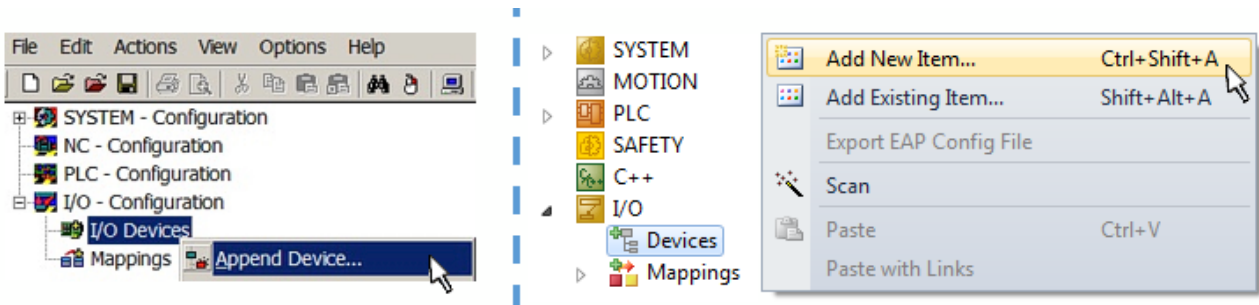 File Edit Actions View Options Help
SYSTEM - Configuration
NC - Configuration
PLC - Configuration
I/O - Configuration
I/O Devices
Mappings
Append Device...
SYSTEM
MOTION
PLC
SAFETY
C++
I/O
Devices
Mappings
Add New Item... Ctrl+Shift+A
Add Existing Item... Shift+Alt+A
Export EAP Config File
Scan
Paste Ctrl+V
Paste with Links